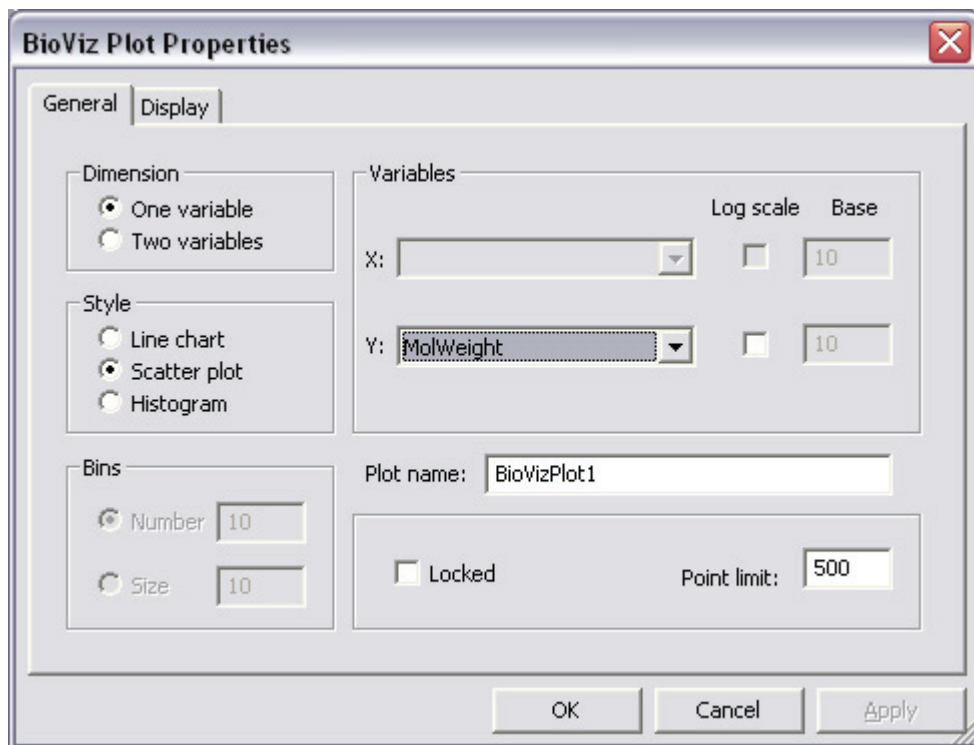 BioViz Plot Properties
General Display
Dimension
One variable
Two variables
Style
Line chart
Scatter plot
Histogram
Bins
Number 10
Size 10
Variables
Log scale Base
X: 10
Y: MolWeight 10
Plot name: BioVizPlot1
Locked Point limit: 500
OK Cancel Apply